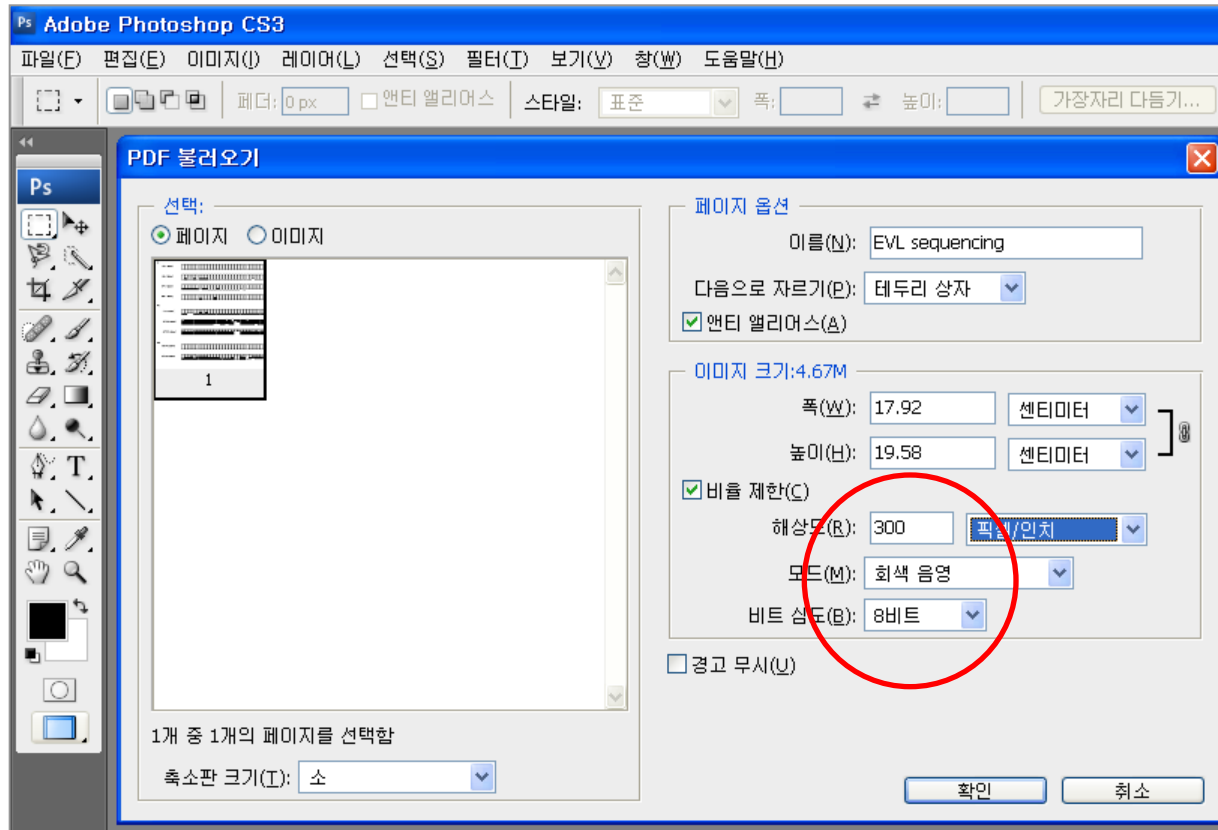 Ps Adobe Photoshop CS3
파일(F) 편집(E) 이미지(I) 레이어(L) 선택(S) 필터(T) 보기(V) 창(W) 도움말(H)
페더: 0 px 앤티 앨리어스 스타일: 표준 폭: 높이: 가장자리 다듬기...
PDF 불러오기
Ps
선택:
페이지 이미지
1
1개 중 1개의 페이지를 선택함
축소판 크기(T): 소
페이지 옵션
이름(N): EVL sequencing
다음으로 자르기(P): 테두리 상자
앤티 앨리어스(A)
이미지 크기:4.67M
폭(W): 17.92 센티미터
높이(H): 19.58 센티미터
비율 제한(C)
해상도(R): 300 픽셀/인치
모드(M): 회색 음영
비트 심도(B): 8비트
경고 무시(U)
확인 취소